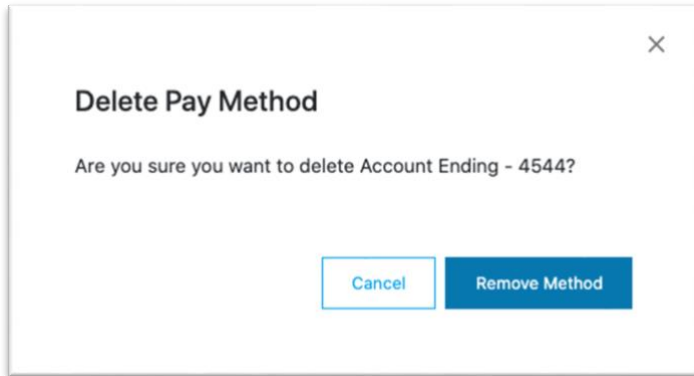 Delete Pay Method
Are you sure you want to delete Account Ending - 4544?
Cancel
Remove Method